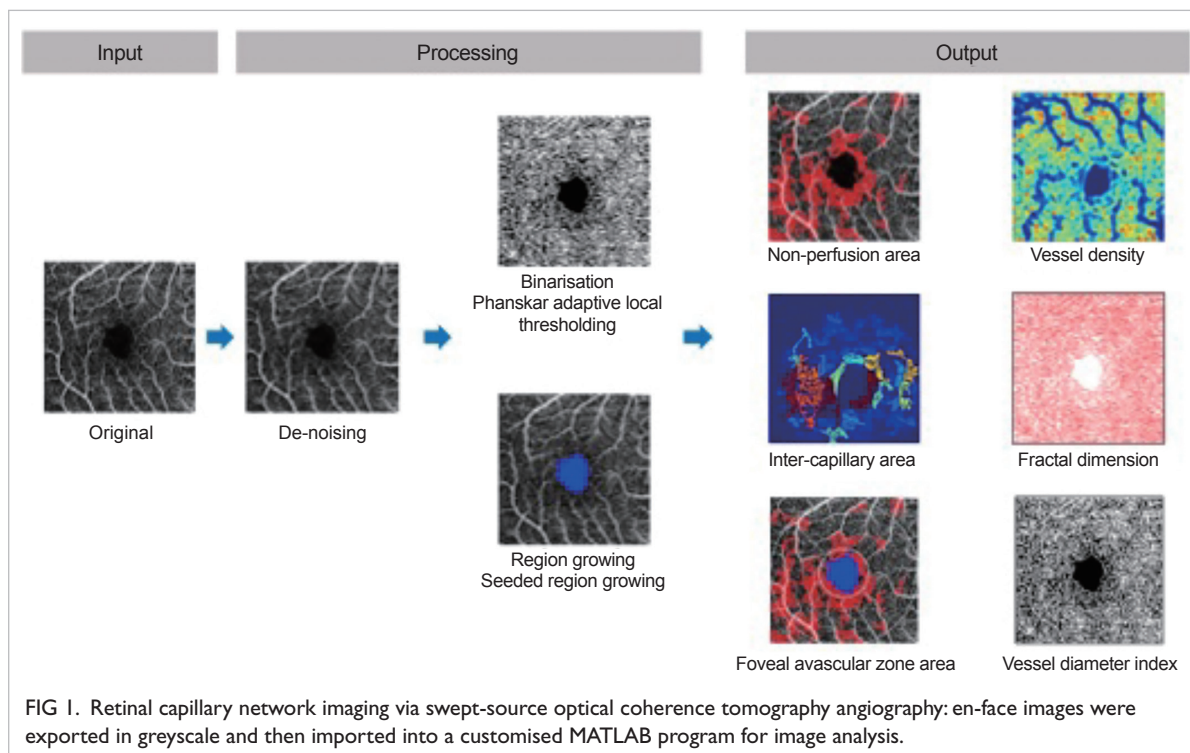 Input
Processing
Output
Original
De-noising
Binarisation
Phanskar adaptive local
thresholding
Region growing
Seeded region growing
Non-perfusion area
Vessel density
Inter-capillary area
Fractal dimension
Foveal avascular zone area
Vessel diameter index
FIG 1. Retinal capillary network imaging via swept-source optical coherence tomography angiography: en-face images were
exported in greyscale and then imported into a customised MATLAB program for image analysis.